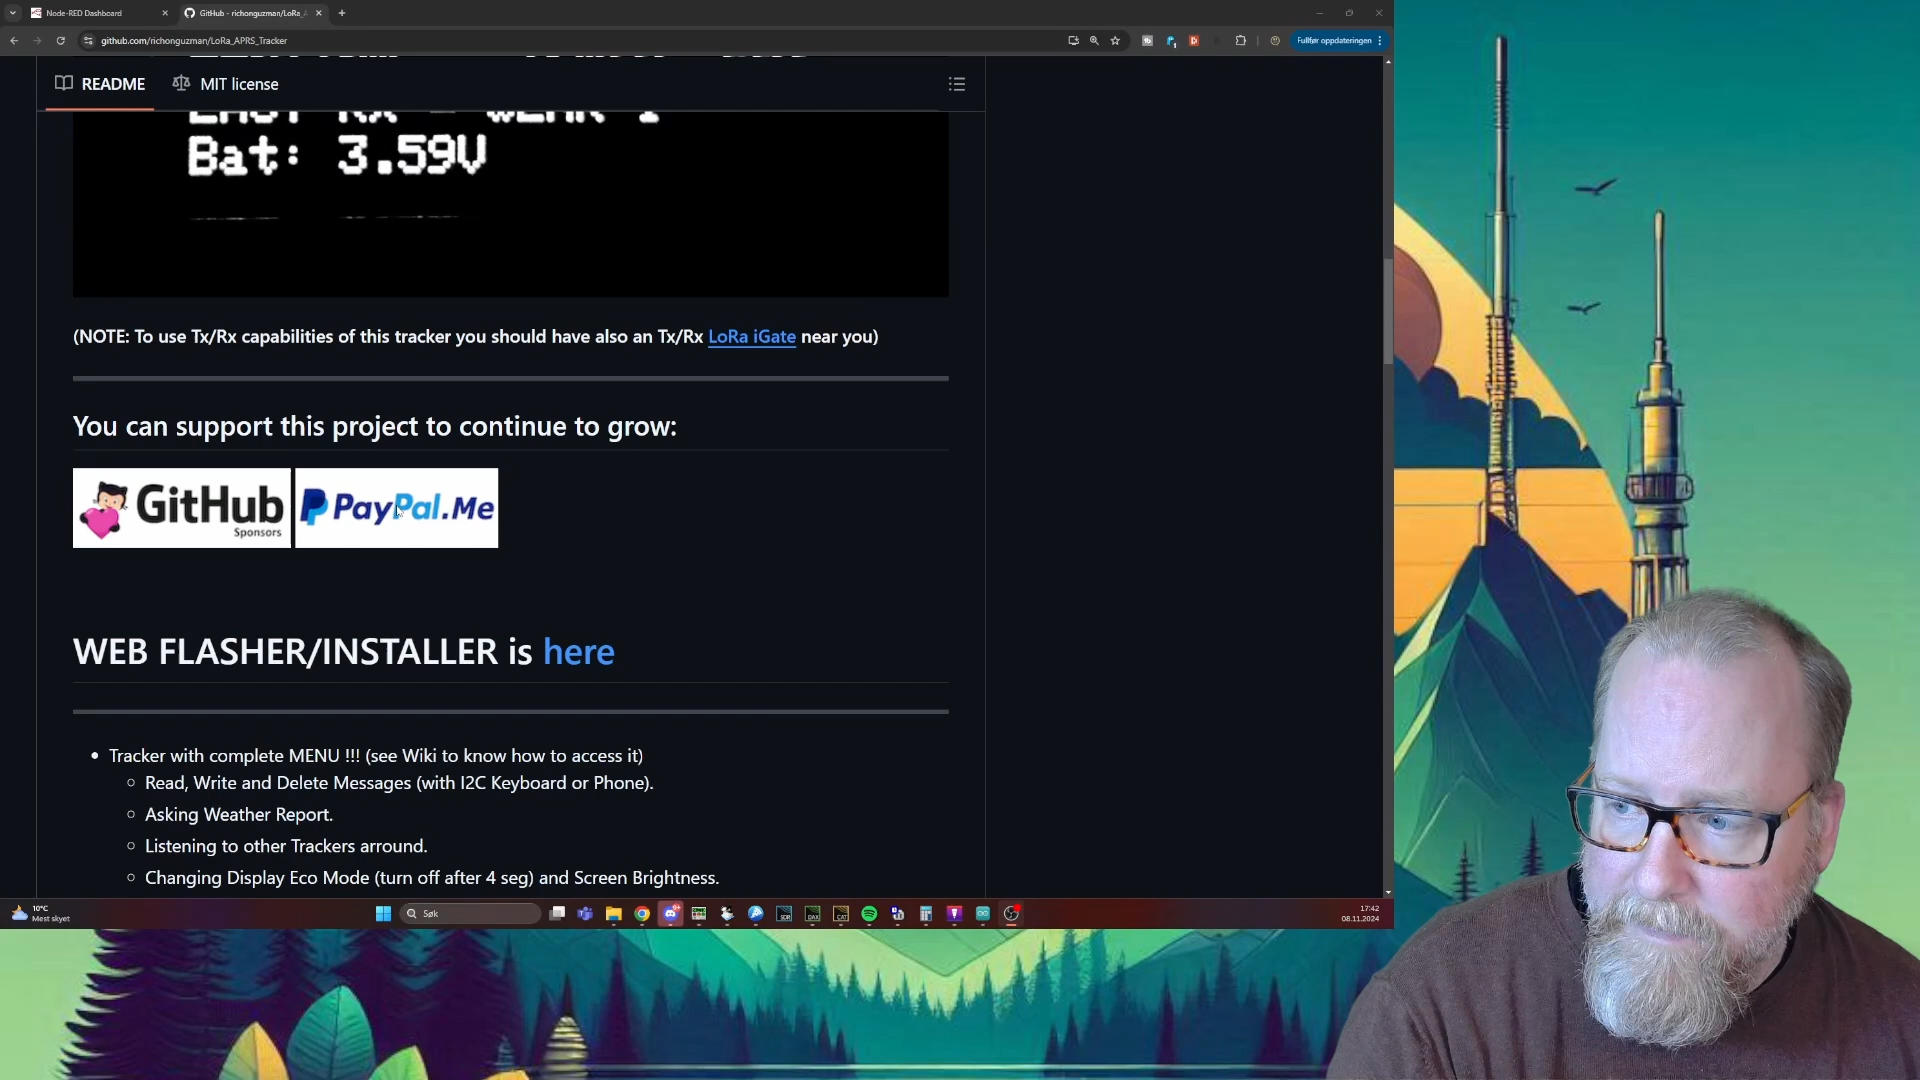 Node-RED Dashboard
GitHub - richonguzman/LoRa_A
github.com/richonguzman/LoRa_APRS_Tracker
Fullfør oppdateringen
README
MIT license
Bat: 3.59V
(NOTE: To use Tx/Rx capabilities of this tracker you should have also an Tx/Rx LoRa iGate near you)
You can support this project to continue to grow:
GitHub
Sponsors
PayPal.Me
WEB FLASHER/INSTALLER is here
Tracker with complete MENU !!! (see Wiki to know how to access it)
Read, Write and Delete Messages (with I2C Keyboard or Phone).
Asking Weather Report.
Listening to other Trackers arround.
Changing Display Eco Mode (turn off after 4 seg) and Screen Brightness.
10°C
Mest skyet
Søk
SDR
DAX
CAT
17:42
08.11.2024